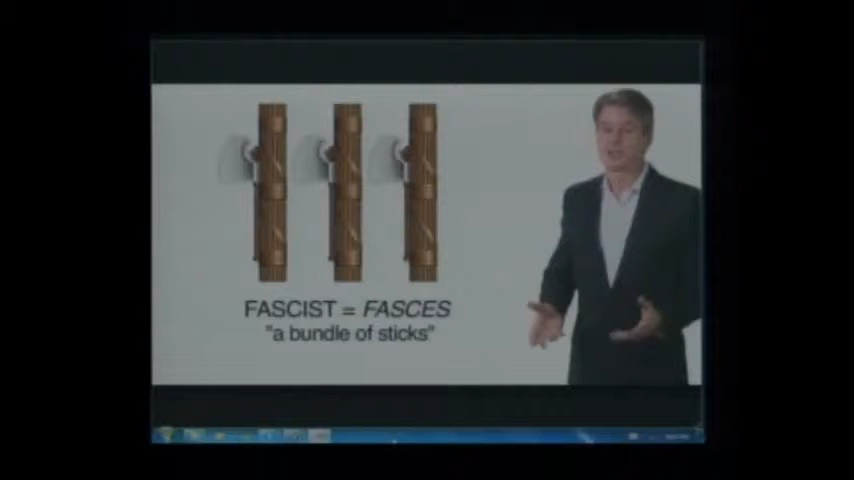 FASCIST = FASCES
"a bundle of sticks"